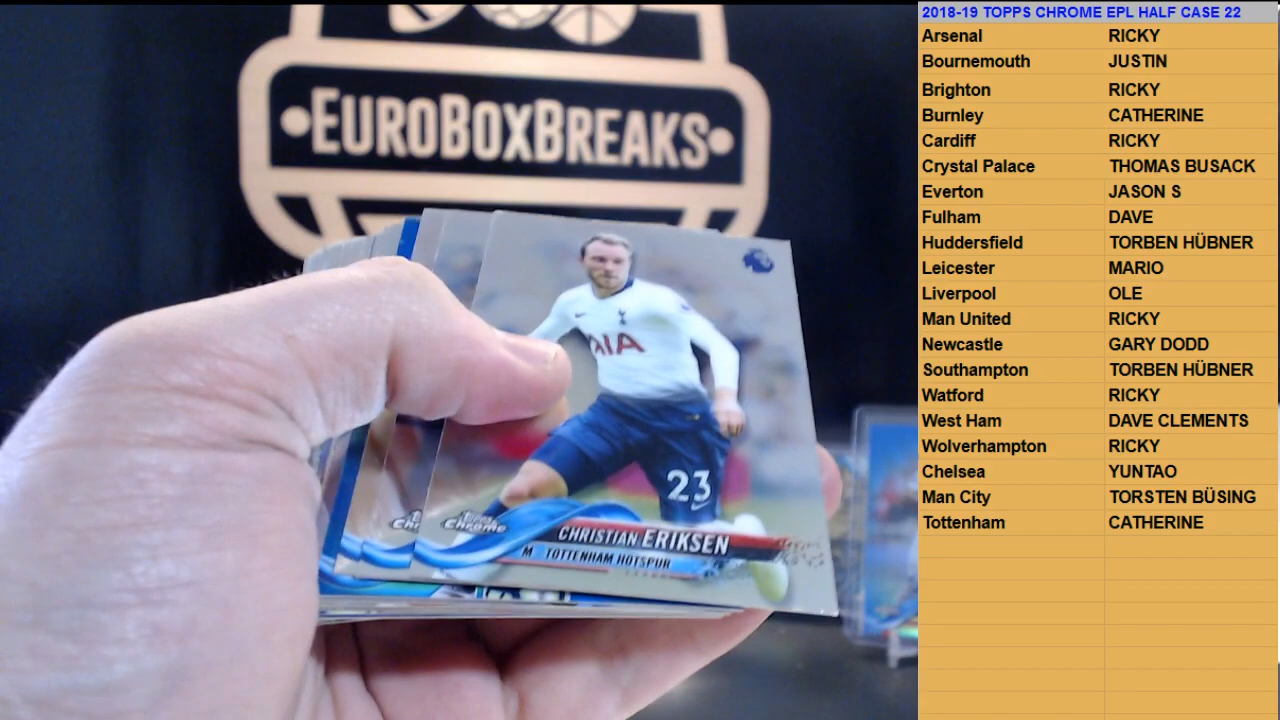 EUROBOXBREAKS
AIA
23
Topps Chrome
CHRISTIAN ERIKSEN
M TOTTENHAM HOTSPUR
2018-19 TOPPS CHROME EPL HALF CASE 22
Arsenal RICKY
Bournemouth JUSTIN
Brighton RICKY
Burnley CATHERINE
Cardiff RICKY
Crystal Palace THOMAS BUSACK
Everton JASON S
Fulham DAVE
Huddersfield TORBEN HÜBNER
Leicester MARIO
Liverpool OLE
Man United RICKY
Newcastle GARY DODD
Southampton TORBEN HÜBNER
Watford RICKY
West Ham DAVE CLEMENTS
Wolverhampton RICKY
Chelsea YUNTAO
Man City TORSTEN BÜSING
Tottenham CATHERINE